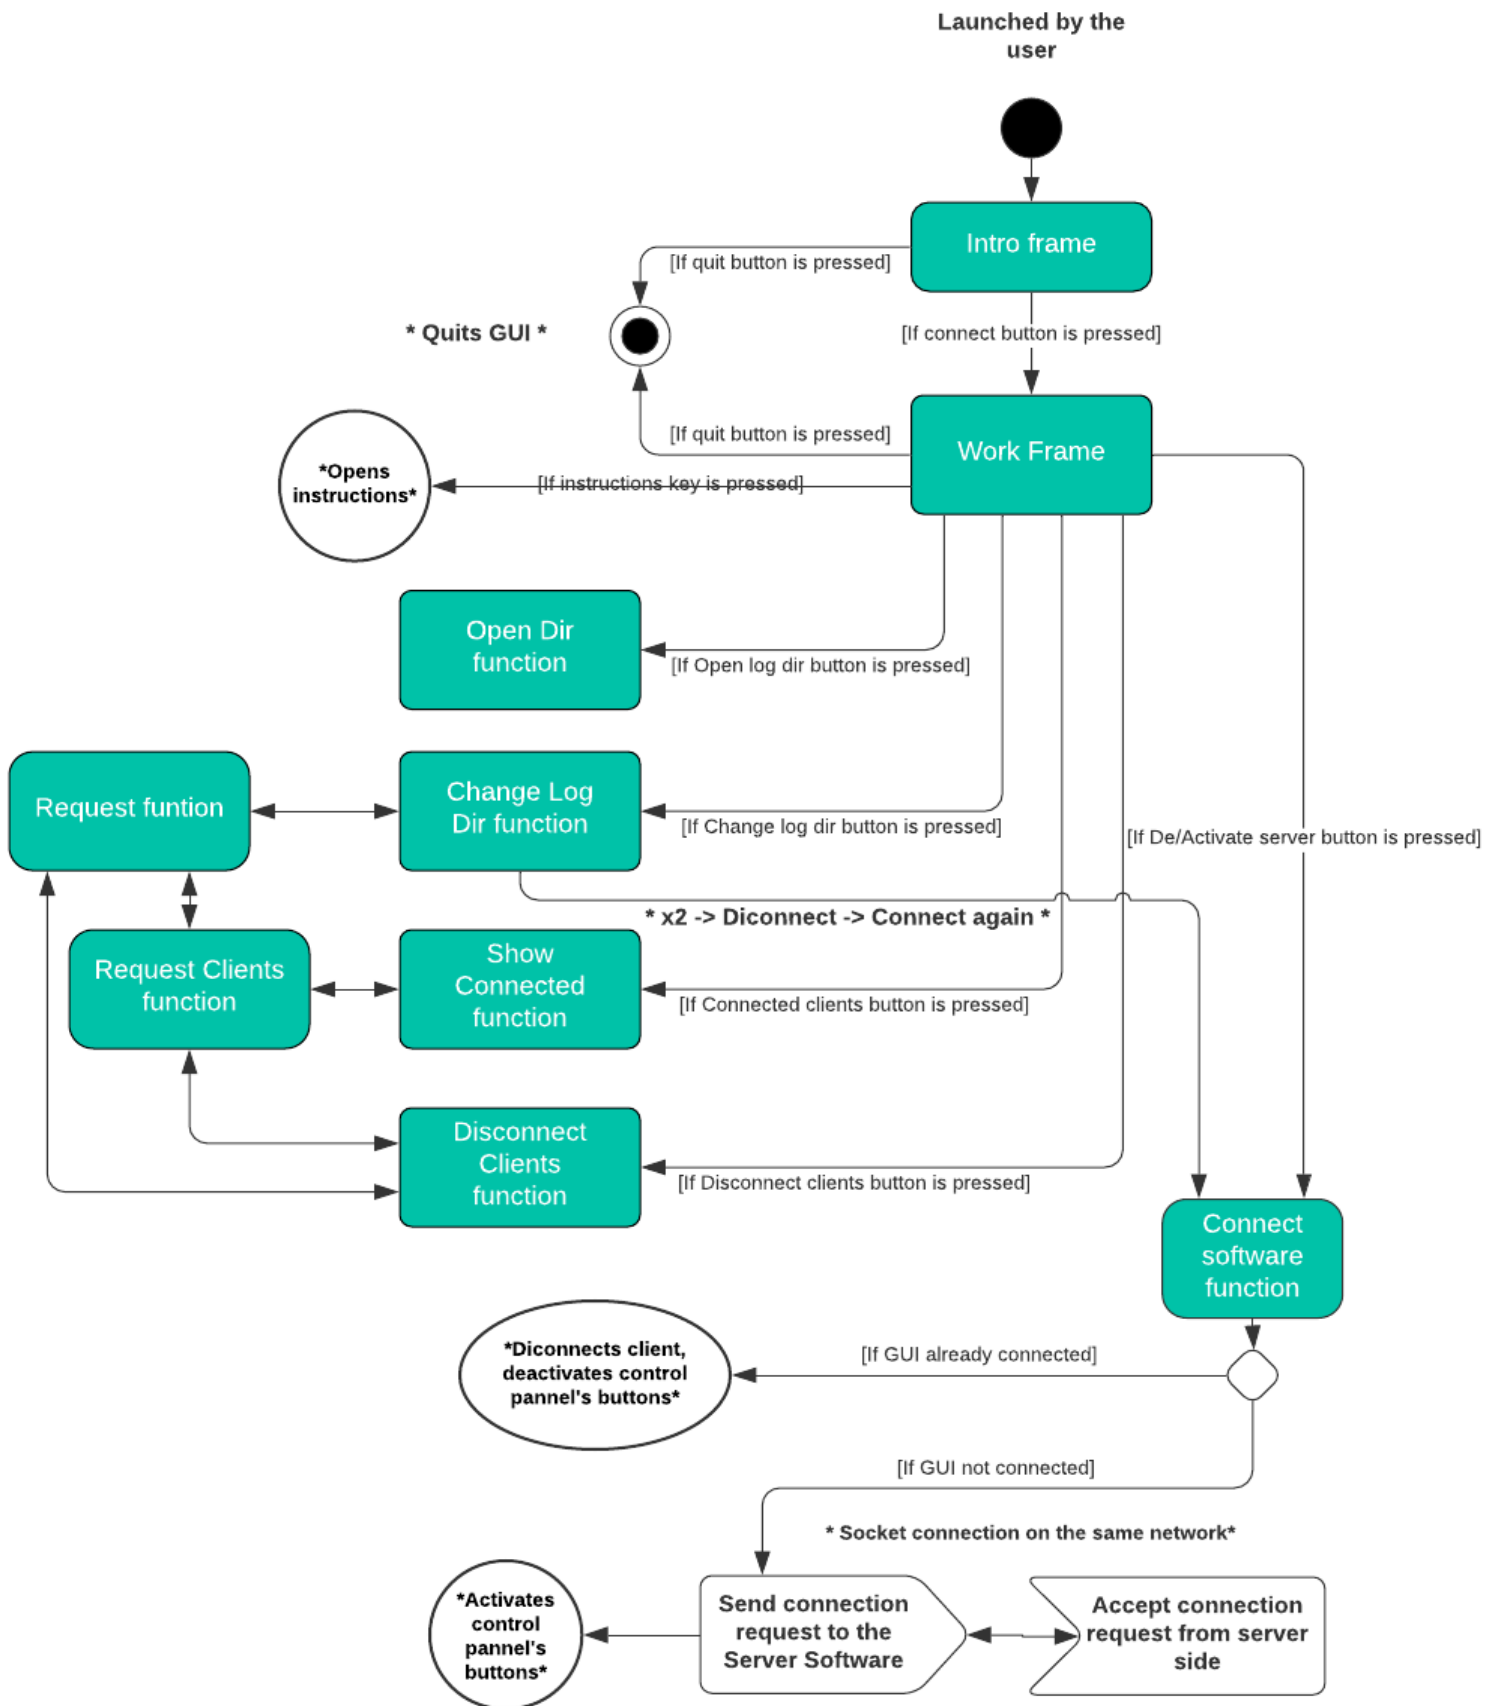 Launched by the
user
Intro frame
[If quit button is pressed]
* Quits GUI *
[If connect button is pressed]
[If quit button is pressed]
Work Frame
*Opens
instructions*
[If instructions key is pressed]
Open Dir
function
[If Open log dir button is pressed]
Request funtion
Change Log
Dir function
[If Change log dir button is pressed]
[If De/Activate server button is pressed]
* x2 -> Diconnect -> Connect again *
Request Clients
function
Show
Connected
function
[If Connected clients button is pressed]
Disconnect
Clients
function
[If Disconnect clients button is pressed]
Connect
software
function
*Diconnects client,
deactivates control
pannel's buttons*
[If GUI already connected]
[If GUI not connected]
* Socket connection on the same network*
*Activates
control
pannel's
buttons*
Send connection
request to the
Server Software
Accept connection
request from server
side